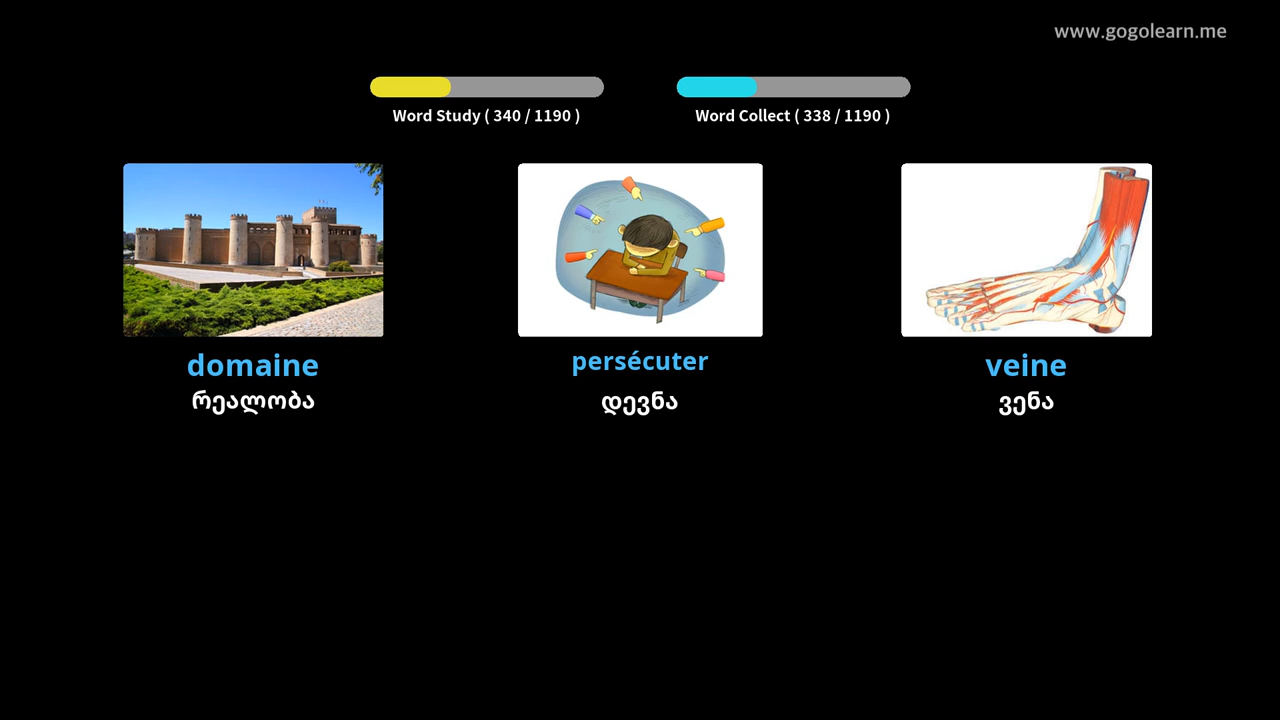 www.gogolearn.me
Word Study ( 340 / 1190 )
Word Collect ( 338 / 1190 )
domaine
რეალობა
persécuter
დევნა
veine
ვენა